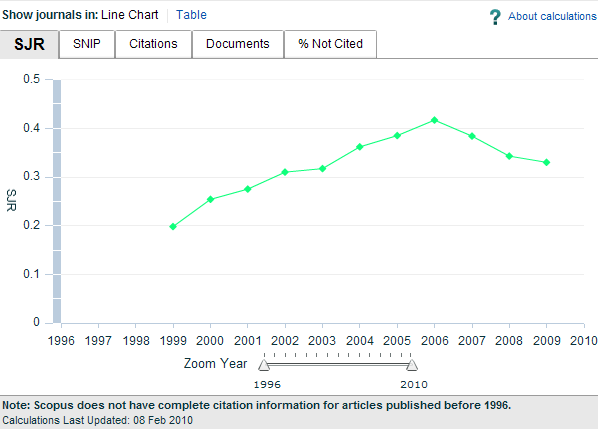 Show journals in: Line Chart | Table
? About calculations
SJR SNIP Citations Documents % Not Cited
0.5
0.4
0.3
0.2
0.1
0
SJR
1996 1997 1998 1999 2000 2001 2002 2003 2004 2005 2006 2007 2008 2009 2010
Zoom Year
1996 2010
Note: Scopus does not have complete citation information for articles published before 1996.
Calculations Last Updated: 08 Feb 2010